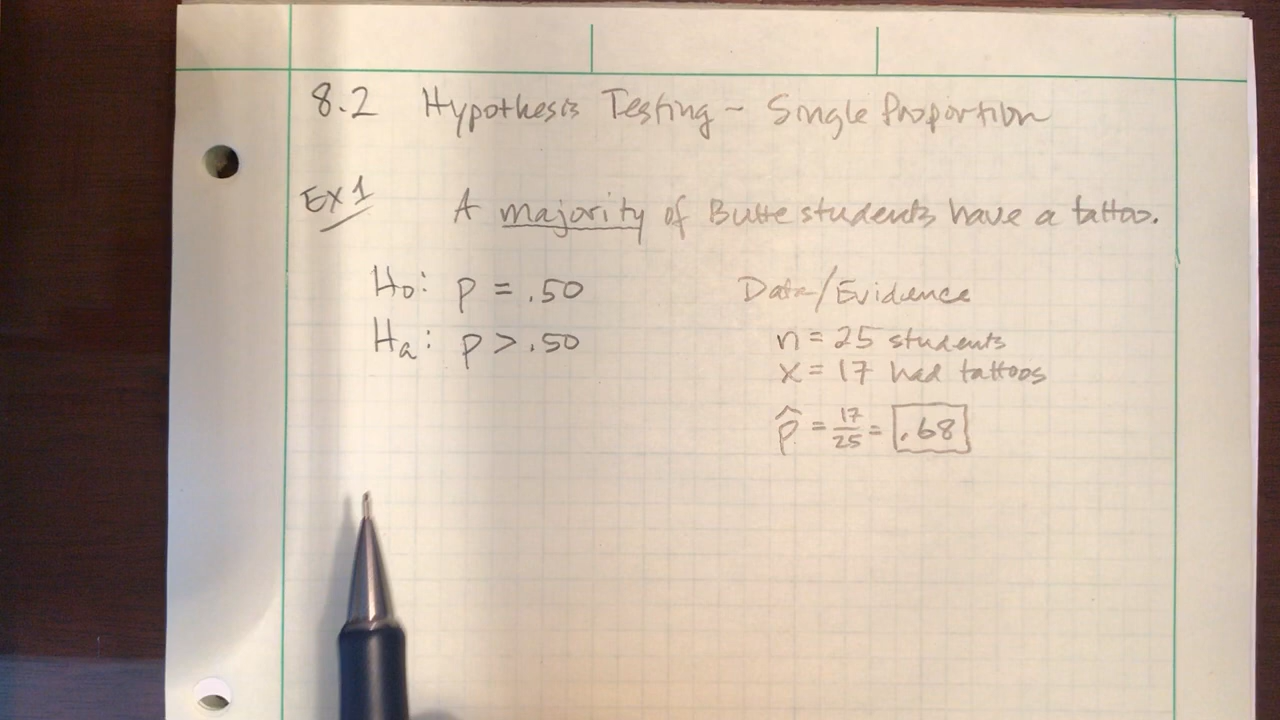 8.2 Hypothesis Testing - Single Proportion
Ex 1 A majority of Butte students have a tattoo.
H₀: p = .50
Hₐ: p > .50
Data/Evidence
n = 25 students
x = 17 had tattoos
p̂ = 17/25 = .68